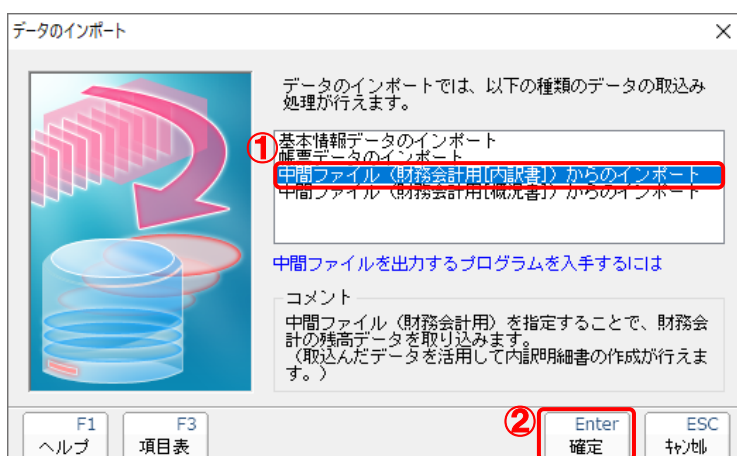 データのインポート
データのインポートでは、以下の種類のデータの取込み
処理が行えます。
①
基本情報データのインポート
帳票データのインポート
中間ファイル（財務会計用[内訳書]）からのインポート
中間ファイル（財務会計用[概況書]）からのインポート
中間ファイルを出力するプログラムを入手するには
コメント
中間ファイル（財務会計用）を指定することで、財務会
計の残高データを取り込みます。
（取込んだデータを活用して内訳明細書の作成が行えま
す。）
②
F1 F3 Enter ESC
ヘルプ 項目表 確定 ｷｬﾝｾﾙ